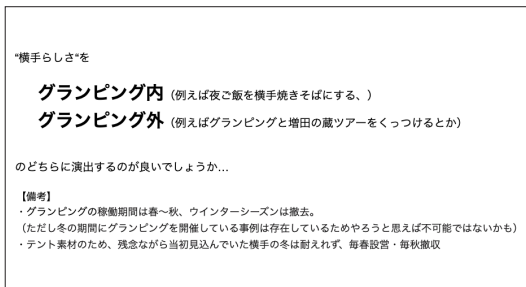 “横手らしさ“を
グランピング内（例えば夜ご飯を横手焼きそばにする、）
グランピング外（例えばグランピングと増田の蔵ツアーをくっつけるとか）
のどちらに演出するのが良いでしょうか…
【備考】
・グランピングの稼働期間は春〜秋、ウインターシーズンは撤去。
（ただし冬の期間にグランピングを開催している事例は存在しているためやろうと思えば不可能ではないかも）
・テント素材のため、残念ながら当初見込んでいた横手の冬は耐えれず、毎春設営・毎秋撤収